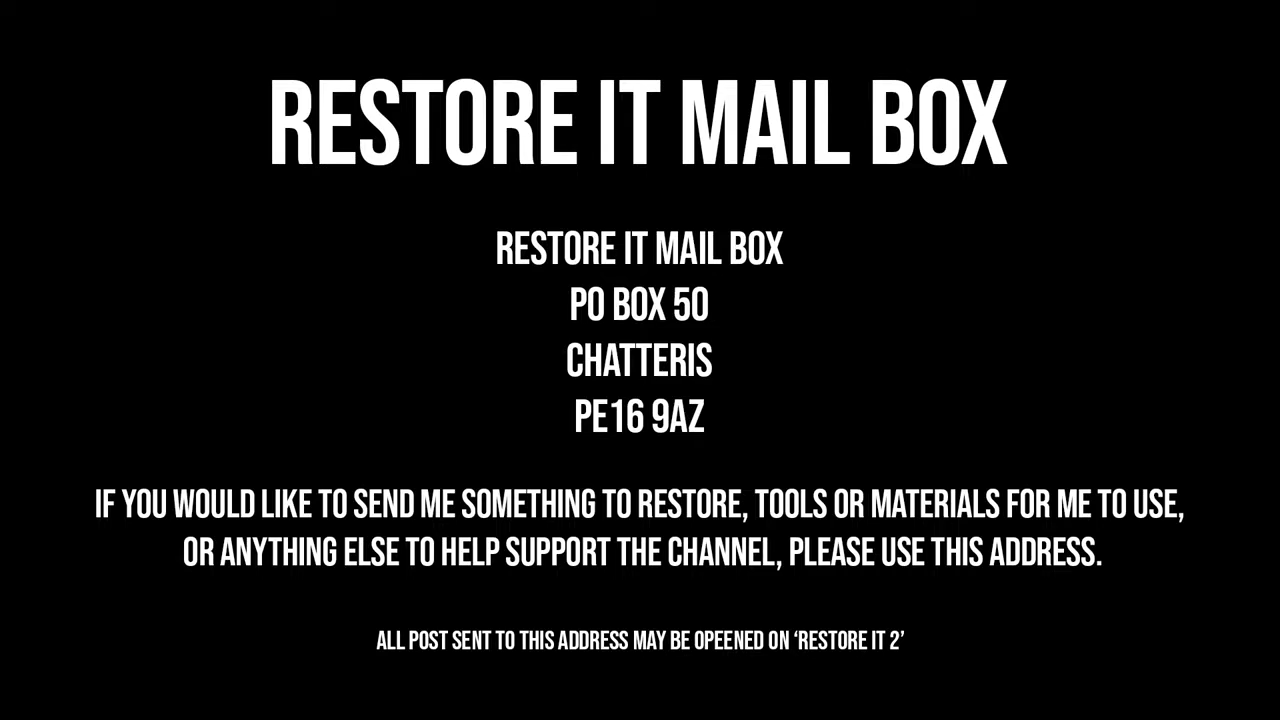 RESTORE IT MAIL BOX
RESTORE IT MAIL BOX
PO BOX 50
CHATTERIS
PE16 9AZ
IF YOU WOULD LIKE TO SEND ME SOMETHING TO RESTORE, TOOLS OR MATERIALS FOR ME TO USE,
OR ANYTHING ELSE TO HELP SUPPORT THE CHANNEL, PLEASE USE THIS ADDRESS.
ALL POST SENT TO THIS ADDRESS MAY BE OPEENED ON ‘RESTORE IT 2’